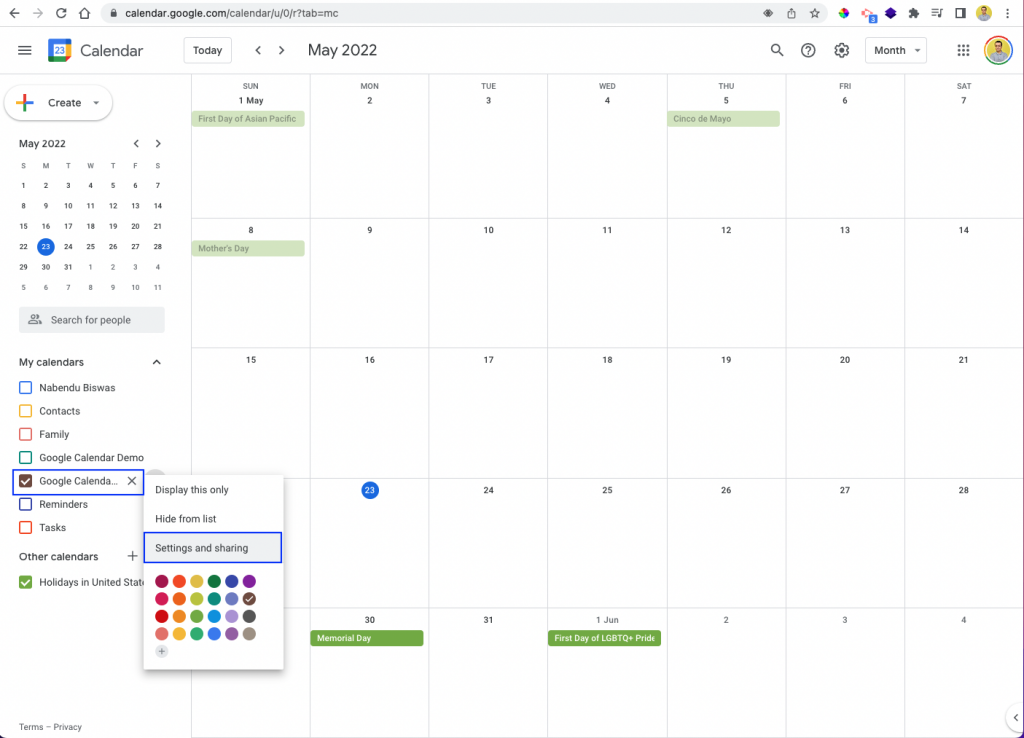 calendar.google.com/calendar/u/0/r?tab=mc
3
23 Calendar Today May 2022 Month
Create
May 2022
S M T W T F S
1 2 3 4 5 6 7
8 9 10 11 12 13 14
15 16 17 18 19 20 21
22 23 24 25 26 27 28
29 30 31 1 2 3 4
5 6 7 8 9 10 11
Search for people
My calendars
Nabendu Biswas
Contacts
Family
Google Calendar Demo
Google Calenda...
Reminders
Tasks
Other calendars
Holidays in United State
Display this only
Hide from list
Settings and sharing
SUN MON TUE WED THU FRI SAT
1 May 2 3 4 5 6 7
First Day of Asian Pacific Cinco de Mayo
8 9 10 11 12 13 14
Mother's Day
15 16 17 18 19 20 21
23 24 25 26 27 28
30 31 1 Jun 2 3 4
Memorial Day First Day of LGBTQ+ Pride
Terms – Privacy